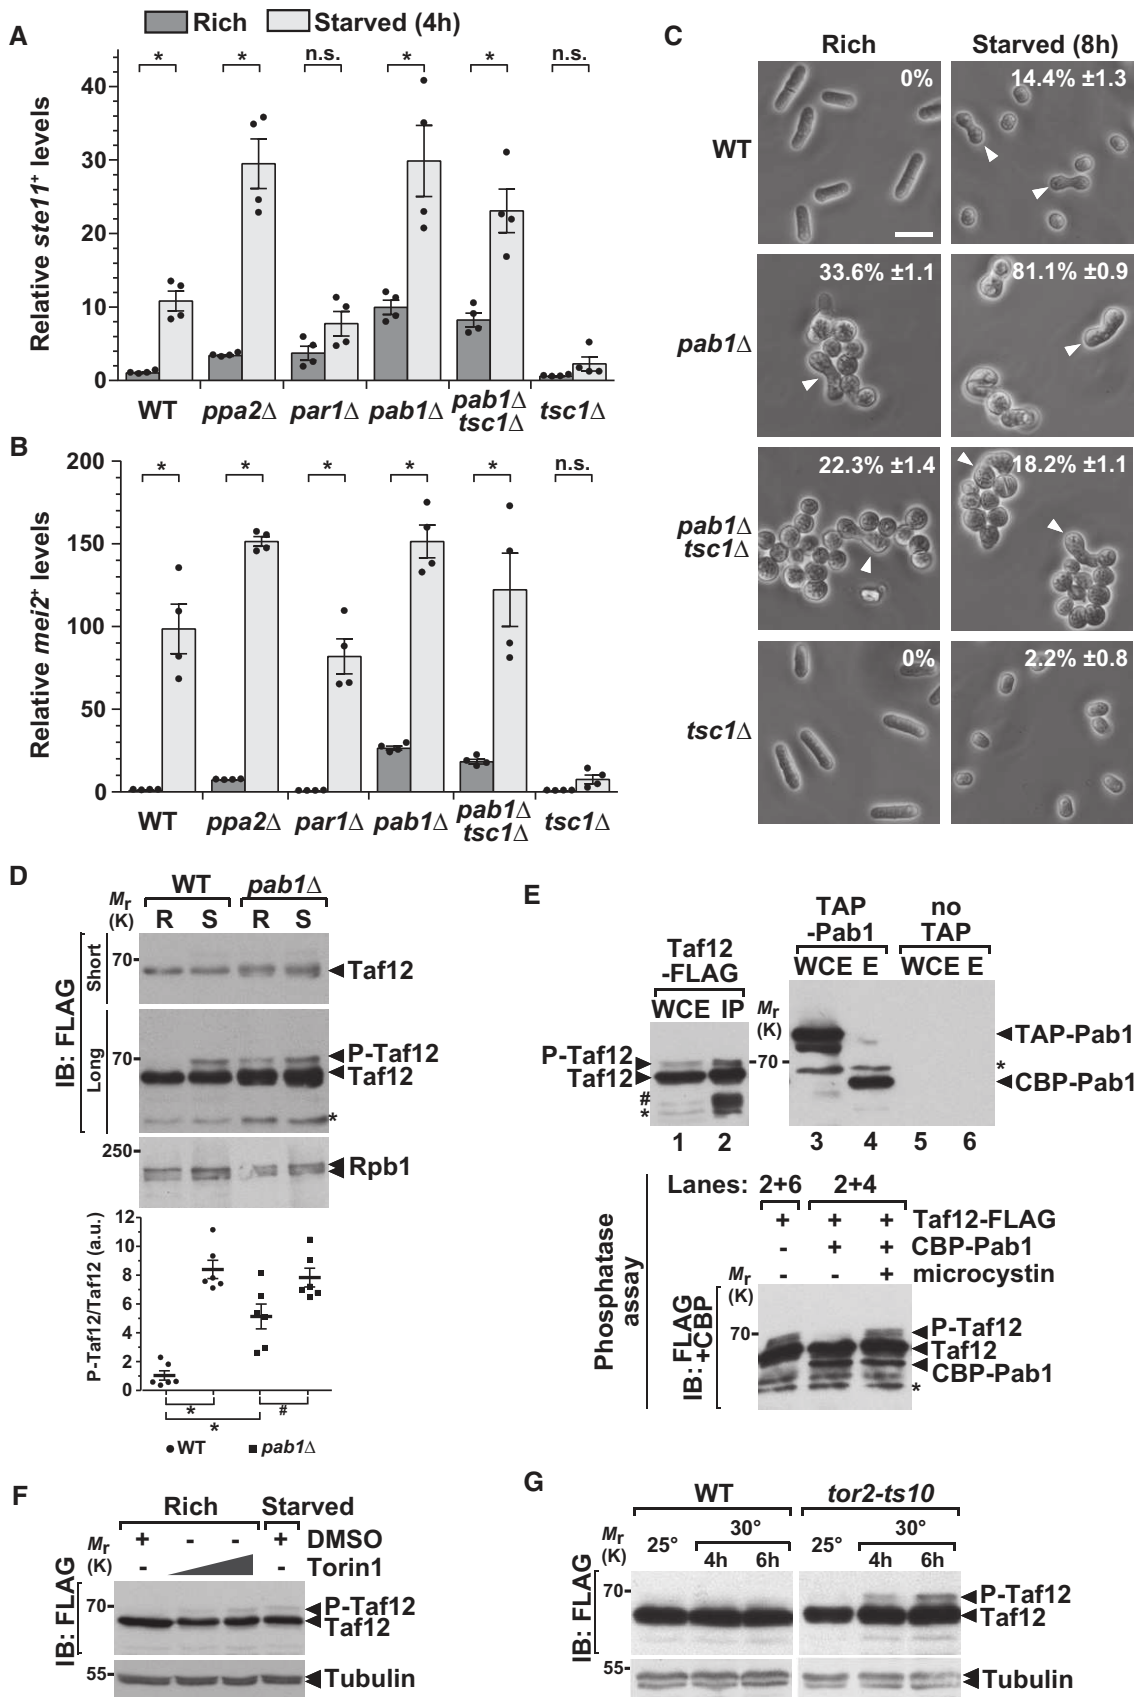 A
Rich
Starved (4h)
Relative ste11+ levels
40
30
20
10
0
*
*
n.s.
*
*
n.s.
WT
ppa2Δ
par1Δ
pab1Δ
pab1Δ tsc1Δ
tsc1Δ
B
Relative mei2+ levels
200
150
100
50
0
*
*
*
*
*
n.s.
WT
ppa2Δ
par1Δ
pab1Δ
pab1Δ tsc1Δ
tsc1Δ
C
Rich
Starved (8h)
WT
0%
14.4% ±1.3
pab1Δ
33.6% ±1.1
81.1% ±0.9
pab1Δ tsc1Δ
22.3% ±1.4
18.2% ±1.1
tsc1Δ
0%
2.2% ±0.8
D
WT
pab1Δ
Mr (K)
R S R S
IB: FLAG
Short
70
Taf12
Long
70
P-Taf12
Taf12
*
250
Rpb1
P-Taf12/Taf12 (a.u.)
12
10
8
6
4
2
0
*
#
*
WT
pab1Δ
E
Taf12 -FLAG
WCE IP
P-Taf12
Taf12
#
*
1 2
Mr (K)
70
TAP -Pab1
no TAP
WCE E WCE E
TAP-Pab1
*
CBP-Pab1
3 4 5 6
Phosphatase assay
Lanes: 2+6 2+4
+ + + Taf12-FLAG
- + + CBP-Pab1
- - + microcystin
Mr (K)
IB: FLAG +CBP
70
P-Taf12
Taf12
CBP-Pab1
*
F
Rich
Starved
Mr (K)
+ - - + DMSO
- - Torin1
IB: FLAG
70
P-Taf12
Taf12
55
Tubulin
G
WT
tor2-ts10
Mr (K)
25° 30° 25° 30°
4h 6h 4h 6h
IB: FLAG
70
P-Taf12
Taf12
55
Tubulin